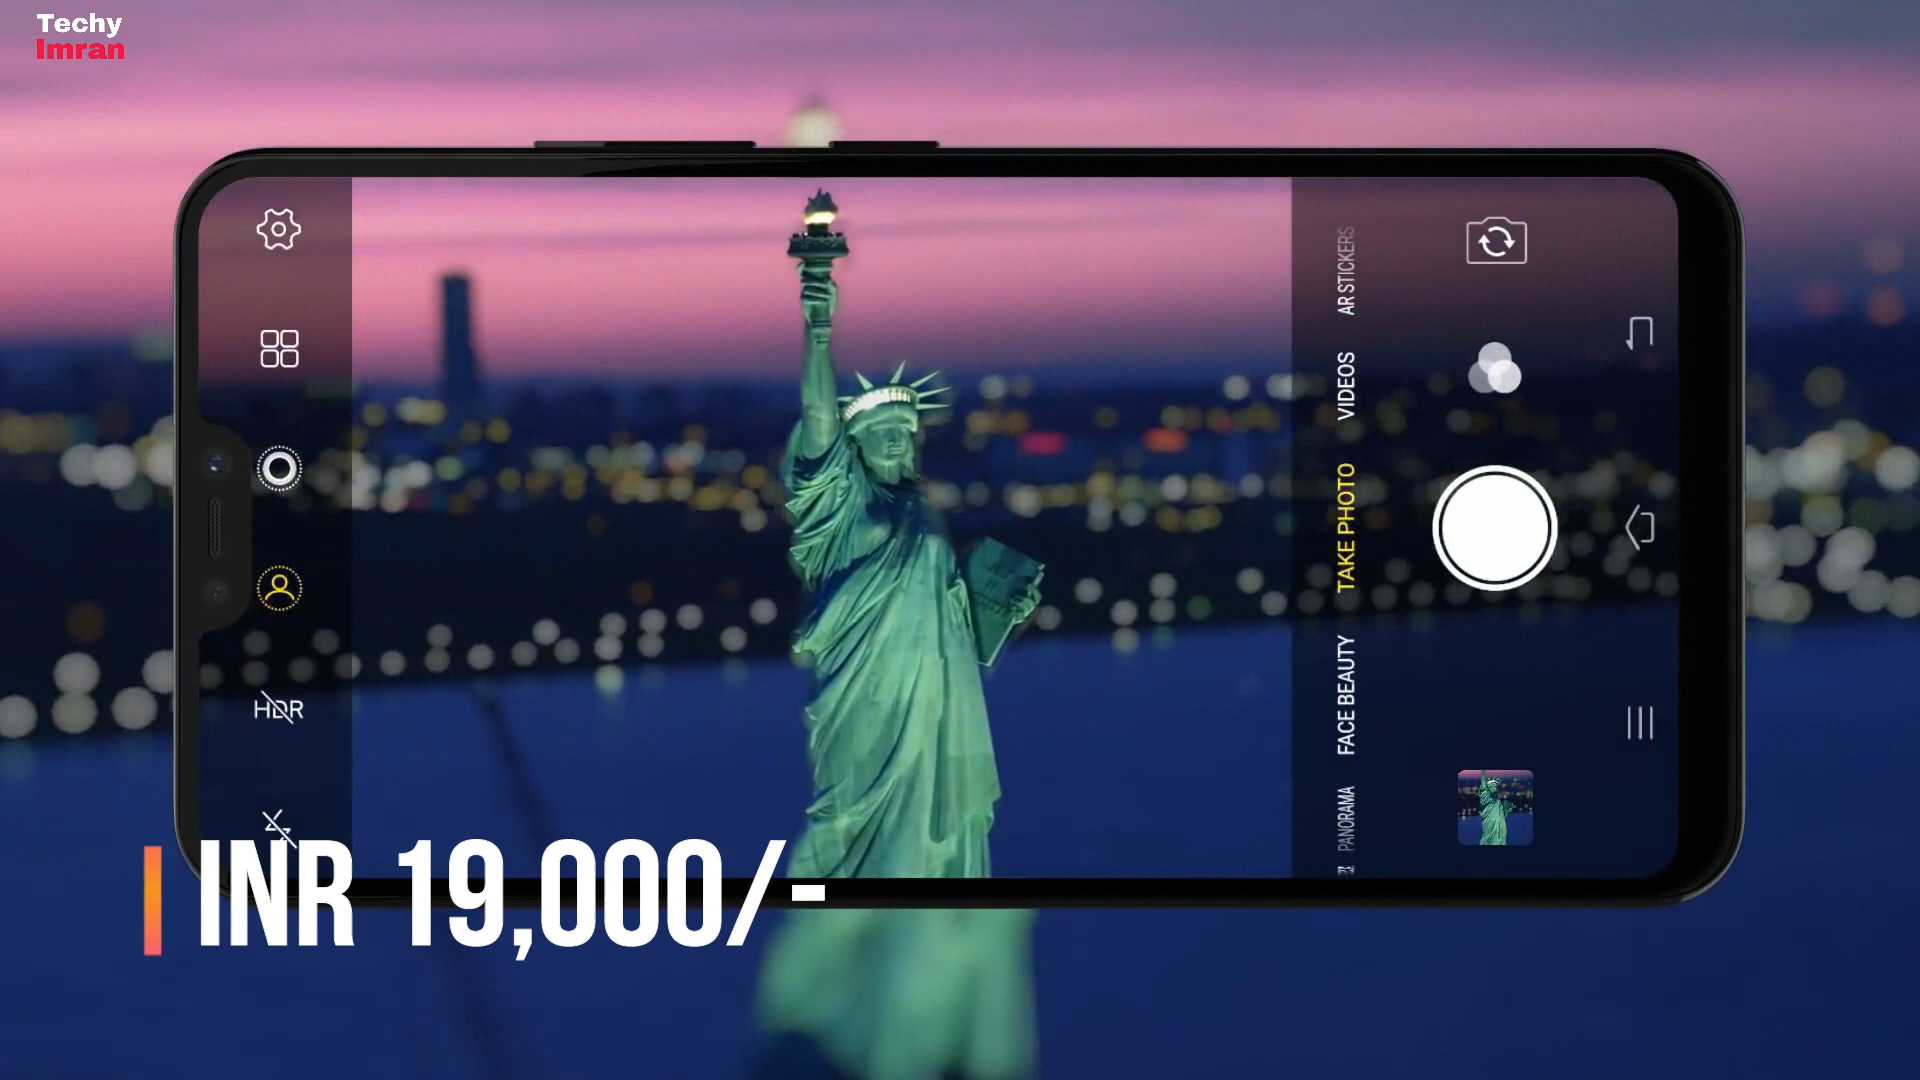 Techy
Imran
AR STICKERS
VIDEOS
TAKE PHOTO
FACE BEAUTY
PANORAMA
HDR
INR 19,000/-